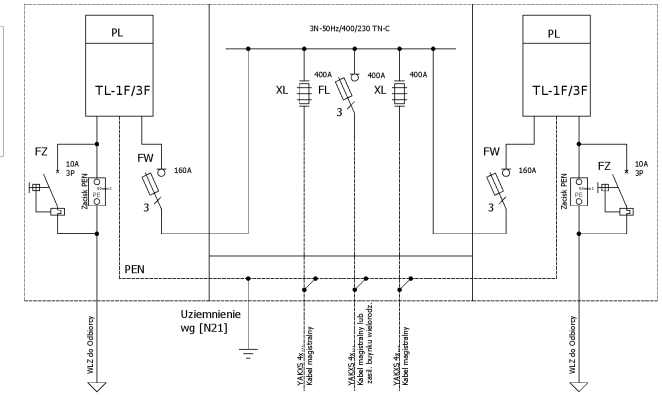 PL
3N-50Hz/400/230 TN-C
PL
TL-1F/3F
XL
400A
FL
400A
XL
400A
3
TL-1F/3F
FZ
10A
3P
FW
160A
3
Zacisk PEN
PE
FW
160A
3
Zacisk PEN
PE
FZ
10A
3P
PEN
Uziemnienie
wg [N21]
WLZ do Odbiorcy
YAKXS 4x...
Kabel magistralny
YAKXS 4x...
Kabel magistralny lub
zasil. buynku wielorodz.
YAKXS 4x...
Kabel magistralny
WLZ do Odbiorcy